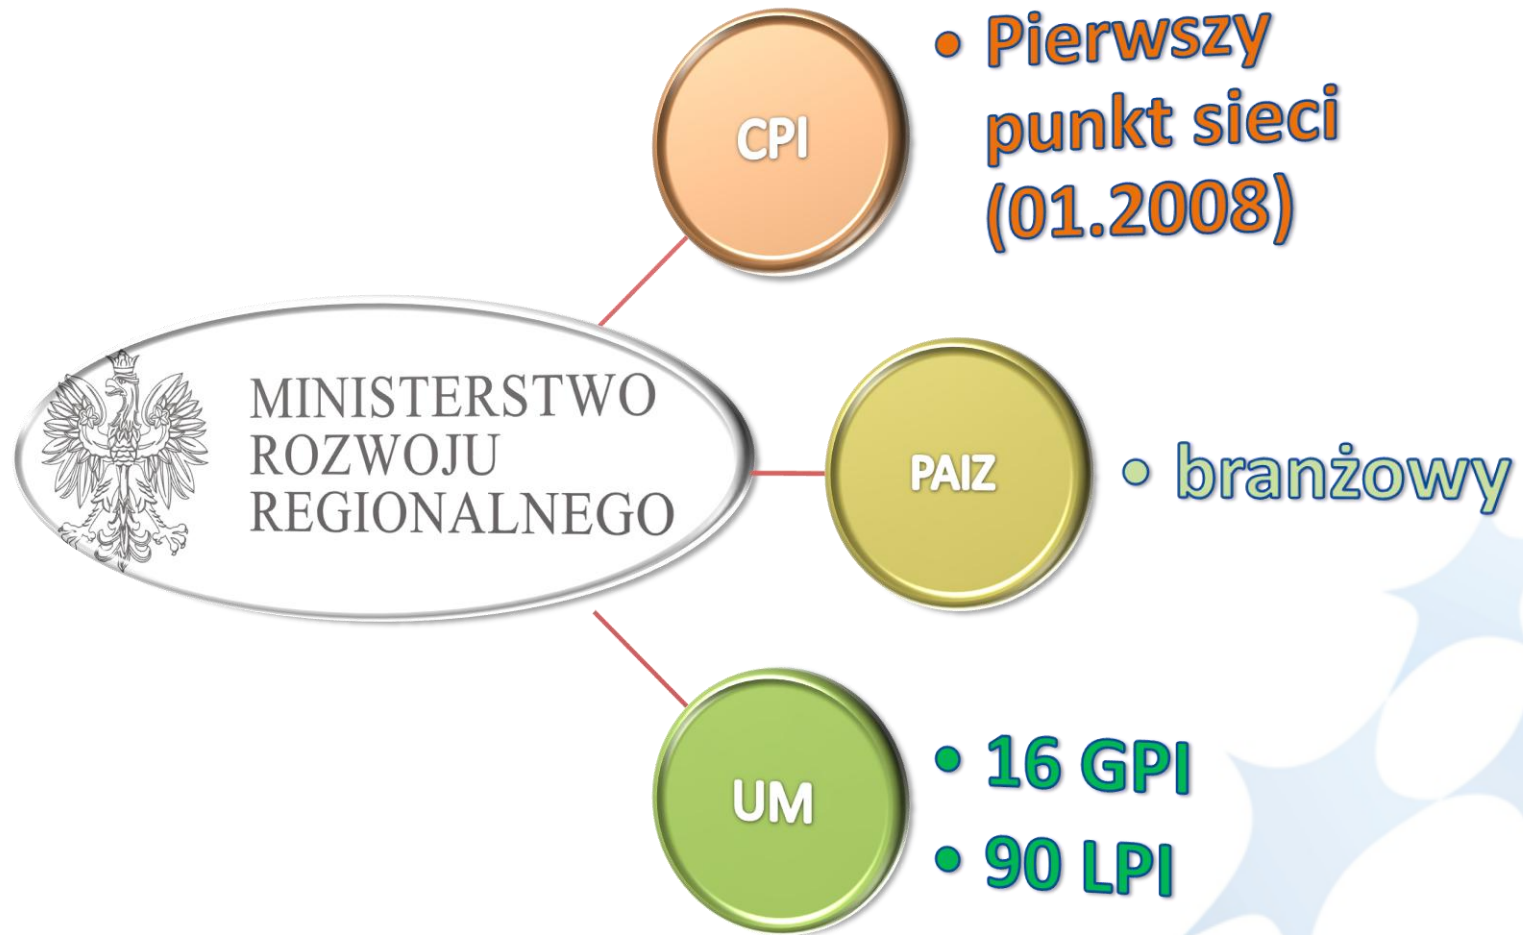 MINISTERSTWO
ROZWOJU
REGIONALNEGO
CPI
• Pierwszy
punkt sieci
(01.2008)
PAIZ
• branżowy
UM
• 16 GPI
• 90 LPI